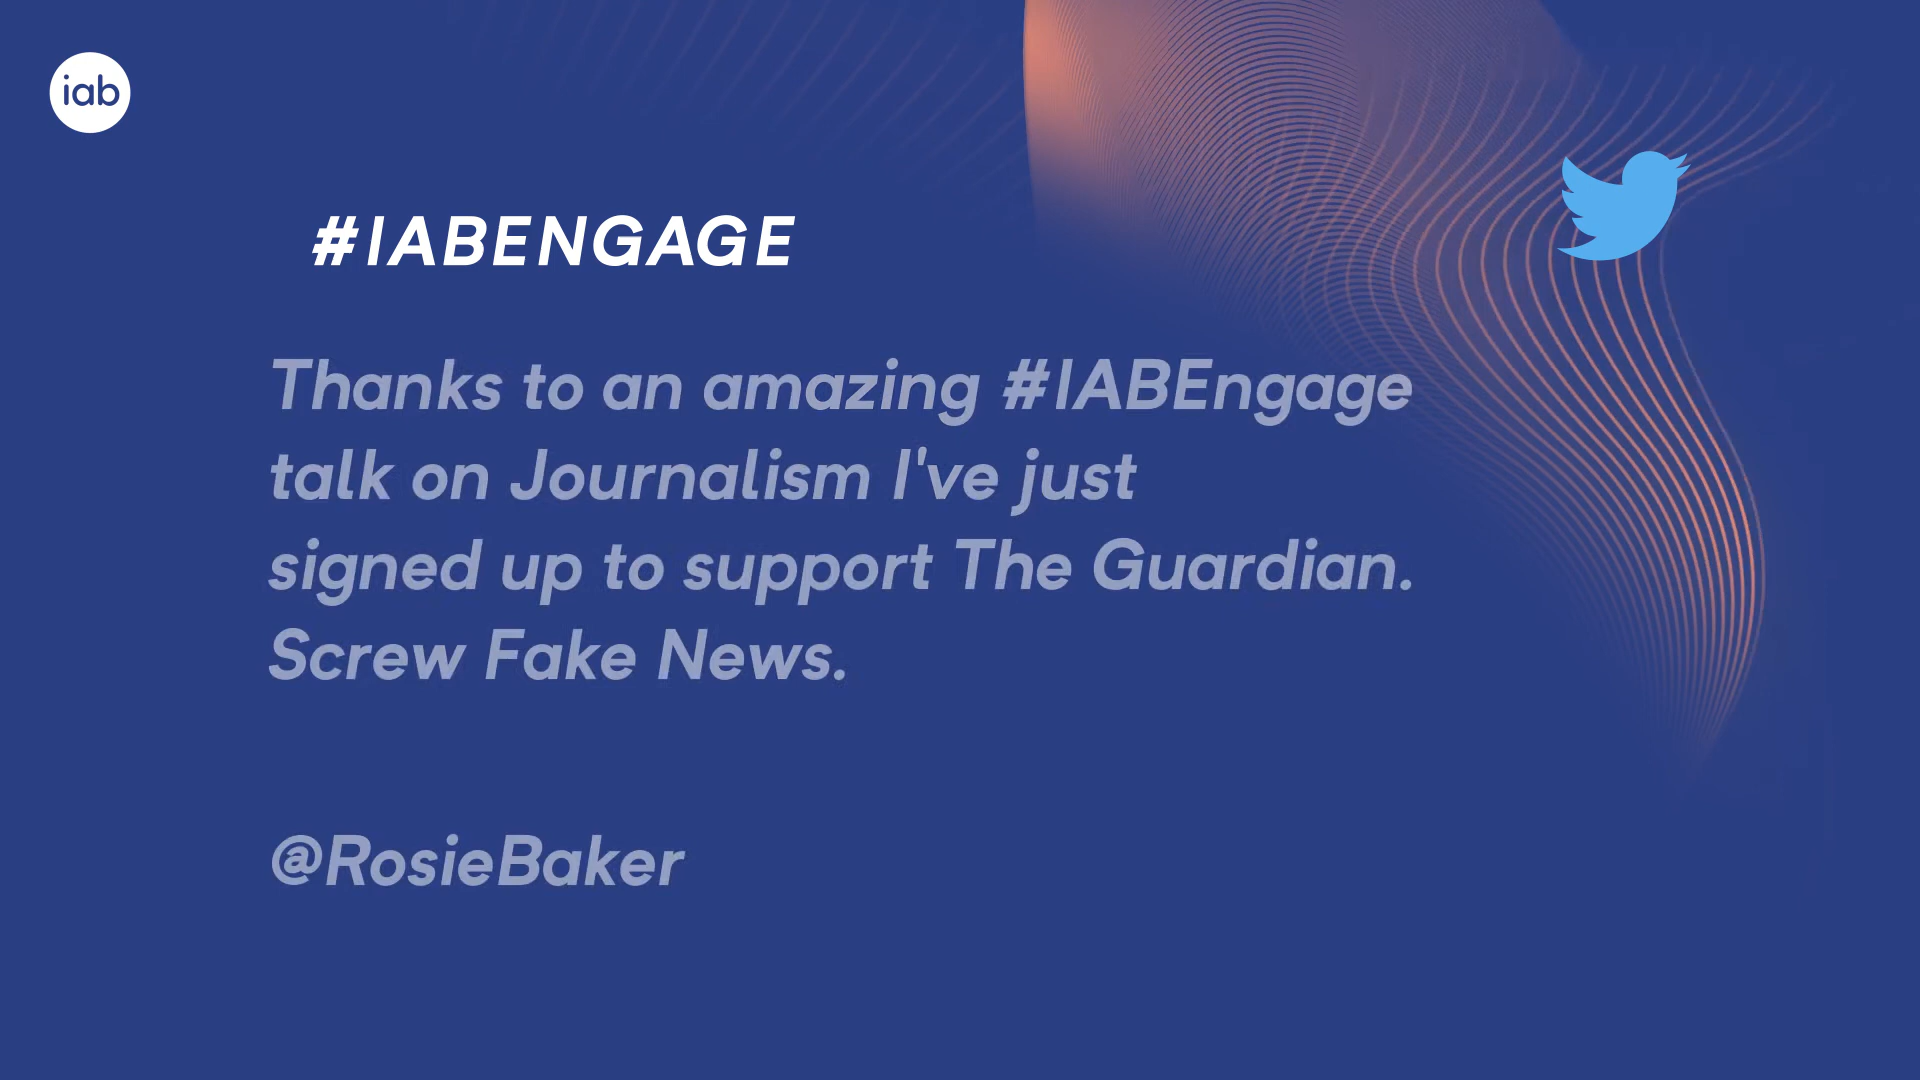 iab
#IABENGAGE
Thanks to an amazing #IABEngage
talk on Journalism I've just
signed up to support The Guardian.
Screw Fake News.
@RosieBaker